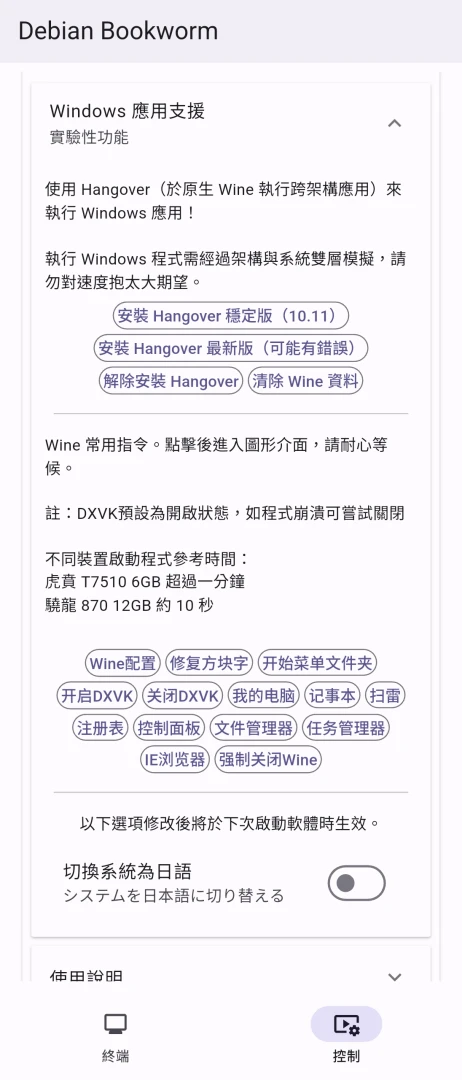 Debian Bookworm
Windows 應用支援
實驗性功能
使用 Hangover（於原生 Wine 執行跨架構應用）來
執行 Windows 應用！
執行 Windows 程式需經過架構與系統雙層模擬，請
勿對速度抱太大期望。
安裝 Hangover 穩定版（10.11）
安裝 Hangover 最新版（可能有錯誤）
解除安裝 Hangover 清除 Wine 資料
Wine 常用指令。點擊後進入圖形介面，請耐心等
候。
註：DXVK預設為開啟狀態，如程式崩潰可嘗試關閉
不同裝置啟動程式參考時間：
虎賁 T7510 6GB 超過一分鐘
驍龍 870 12GB 約 10 秒
Wine配置 修复方块字 开始菜单文件夹
开启DXVK 关闭DXVK 我的电脑 记事本 扫雷
注册表 控制面板 文件管理器 任务管理器
IE浏览器 强制关闭Wine
以下選項修改後將於下次啟動軟體時生效。
切換系統為日語
システムを日本語に切り替える
使用說明
終端 控制